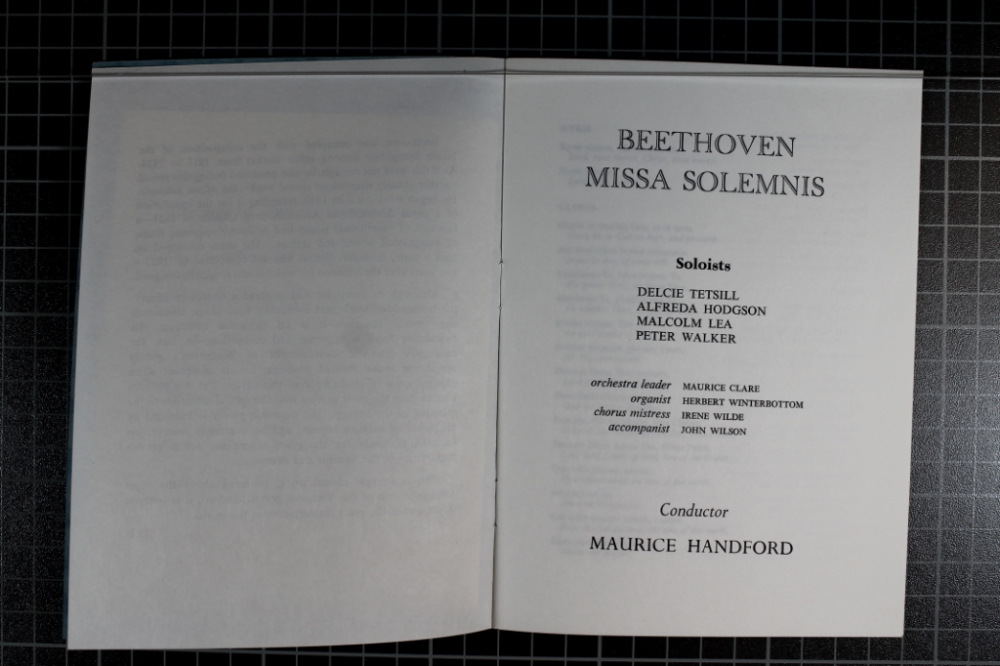 BEETHOVEN
MISSA SOLEMNIS
Soloists
DELCIE TETSILL
ALFREDA HODGSON
MALCOLM LEA
PETER WALKER
orchestra leader MAURICE CLARE
organist HERBERT WINTERBOTTOM
chorus mistress IRENE WILDE
accompanist JOHN WILSON
Conductor
MAURICE HANDFORD